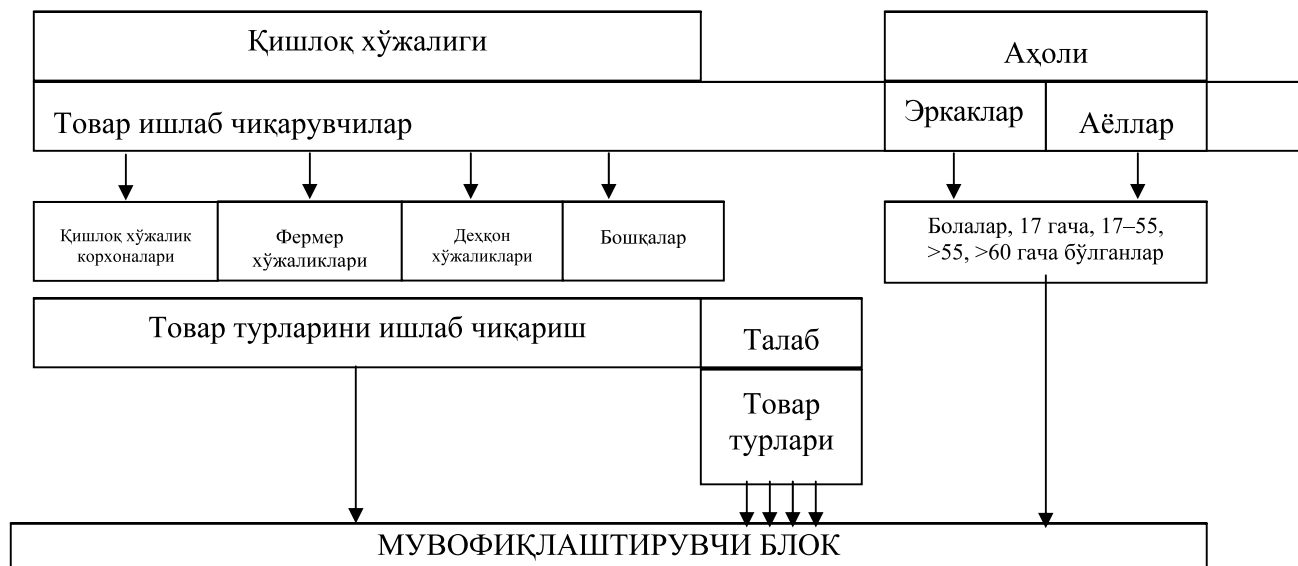 Қишлоқ хўжалиги
Аҳоли
Товар ишлаб чиқарувчилар
Эркаклар
Аёллар
Қишлоқ хўжалик
корхоналари
Фермер
хўжаликлари
Деҳқон
хўжаликлари
Бошқалар
Болалар, 17 гача, 17–55,
>55, >60 гача бўлганлар
Товар турларини ишлаб чиқариш
Талаб
Товар
турлари
МУВОФИҚЛАШТИРУВЧИ БЛОК